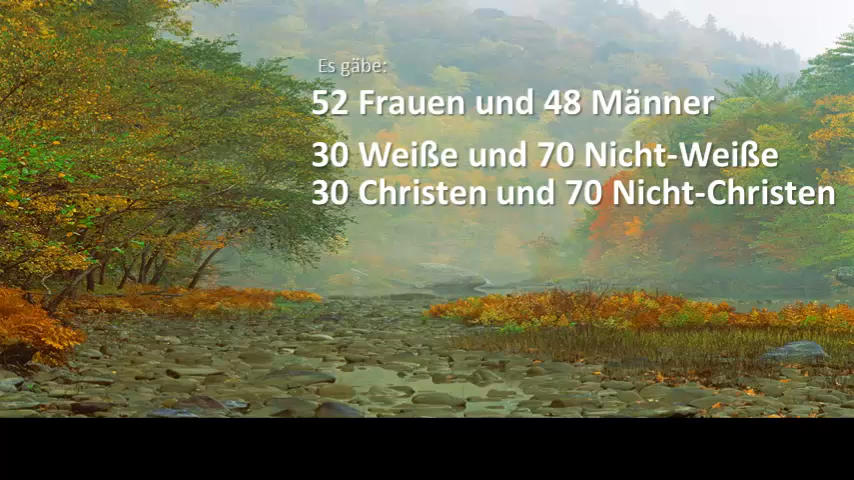 Es gäbe:
52 Frauen und 48 Männer
30 Weiße und 70 Nicht-Weiße
30 Christen und 70 Nicht-Christen